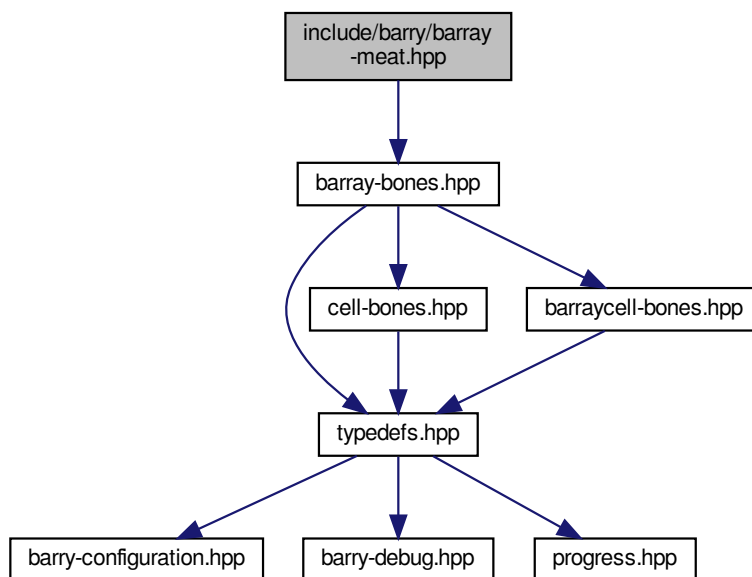 include/barry/barray
-meat.hpp
barray-bones.hpp
cell-bones.hpp
barraycell-bones.hpp
typedefs.hpp
barry-configuration.hpp
barry-debug.hpp
progress.hpp